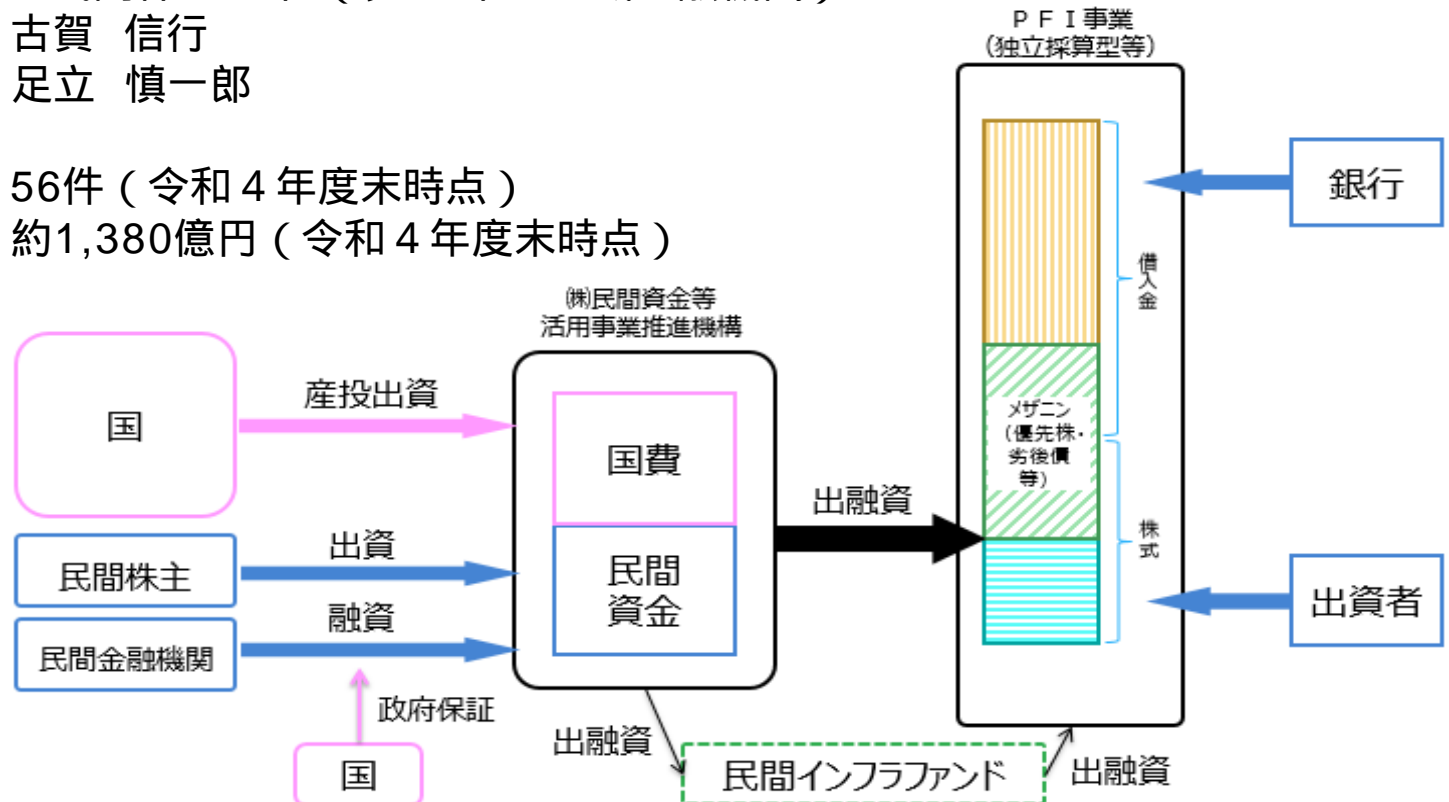 古賀 信行
足立 慎一郎
56件（令和４年度末時点）
約1,380億円（令和４年度末時点）
ＰＦＩ事業
（独立採算型等）
銀行
借入金
㈱民間資金等
活用事業推進機構
国
産投出資
国費
メザニン
（優先株・
劣後債
等）
出融資
株式
民間株主
出資
民間
資金
出資者
民間金融機関
融資
政府保証
国
出融資
民間インフラファンド
出融資